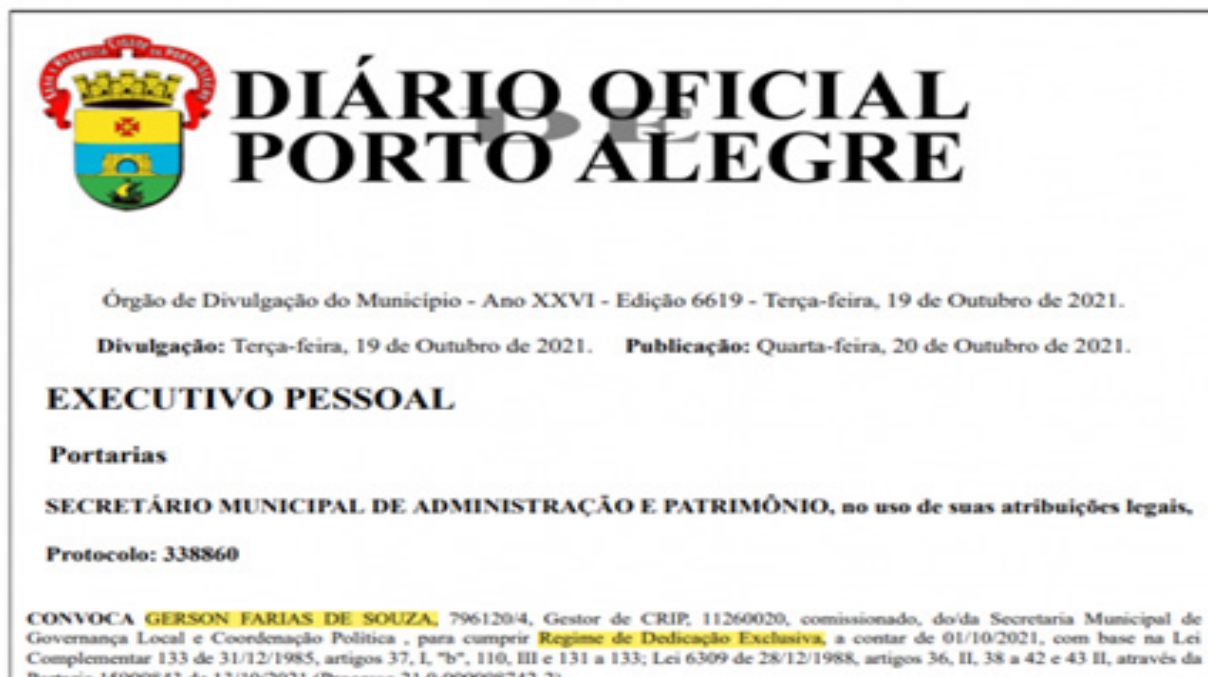 DIÁRIO OFICIAL
DE
PORTO ALEGRE
Órgão de Divulgação do Município - Ano XXVI - Edição 6619 - Terça-feira, 19 de Outubro de 2021.
Divulgação: Terça-feira, 19 de Outubro de 2021. Publicação: Quarta-feira, 20 de Outubro de 2021.
EXECUTIVO PESSOAL
Portarias
SECRETÁRIO MUNICIPAL DE ADMINISTRAÇÃO E PATRIMÔNIO, no uso de suas atribuições legais,
Protocolo: 338860
CONVOCA GERSON FARIAS DE SOUZA, 796120/4, Gestor de CRIP, 11260020, comissionado, do/da Secretaria Municipal de
Governança Local e Coordenação Política , para cumprir Regime de Dedicação Exclusiva, a contar de 01/10/2021, com base na Lei
Complementar 133 de 31/12/1985, artigos 37, I, "b", 110, III e 131 a 133; Lei 6309 de 28/12/1988, artigos 36, II, 38 a 42 e 43 II, através da